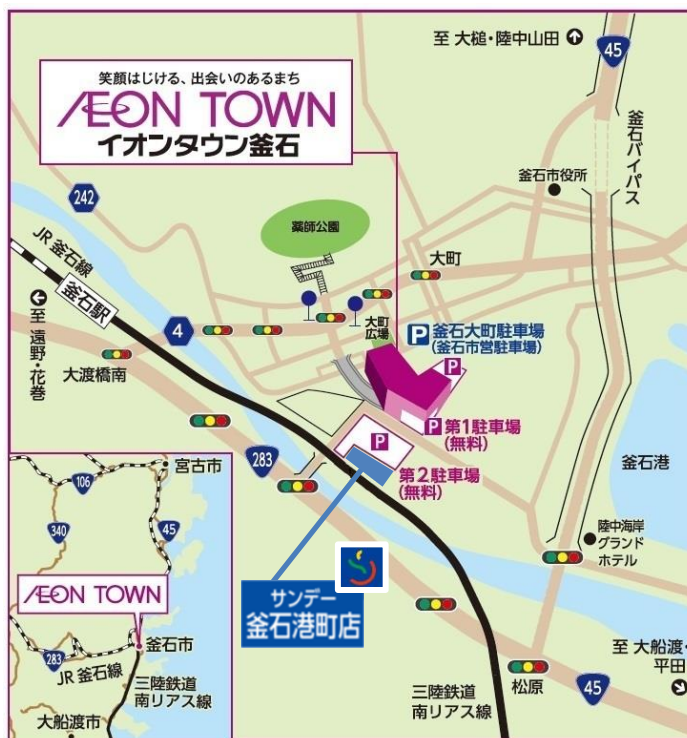 至 大槌・陸中山田
45
笑顔はじける、出会いのあるまち
ÆON TOWN
イオンタウン釜石
釜石バイパス
釜石市役所
242
薬師公園
JR 釜石線
釜石駅
大町
至 遠野・花巻
4
大町
広場
P 釜石大町駐車場
(釜石市営駐車場)
大渡橋南
P
P 第1駐車場
(無料)
P
283
第2駐車場
(無料)
釜石港
宮古市
106
45
340
陸中海岸
グランド
ホテル
サンデー
釜石港町店
ÆON TOWN
釜石市
283
JR 釜石線
三陸鉄道
南リアス線
大船渡市
三陸鉄道
南リアス線
松原
45
至 大船渡・
平田